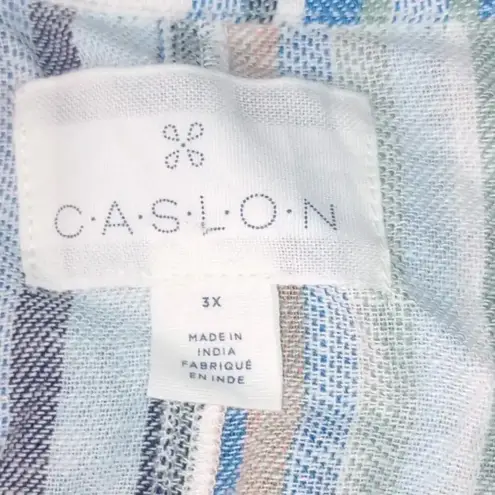 C·A·S·L·O·N
3X
MADE IN
INDIA
FABRIQUÉ
EN INDE